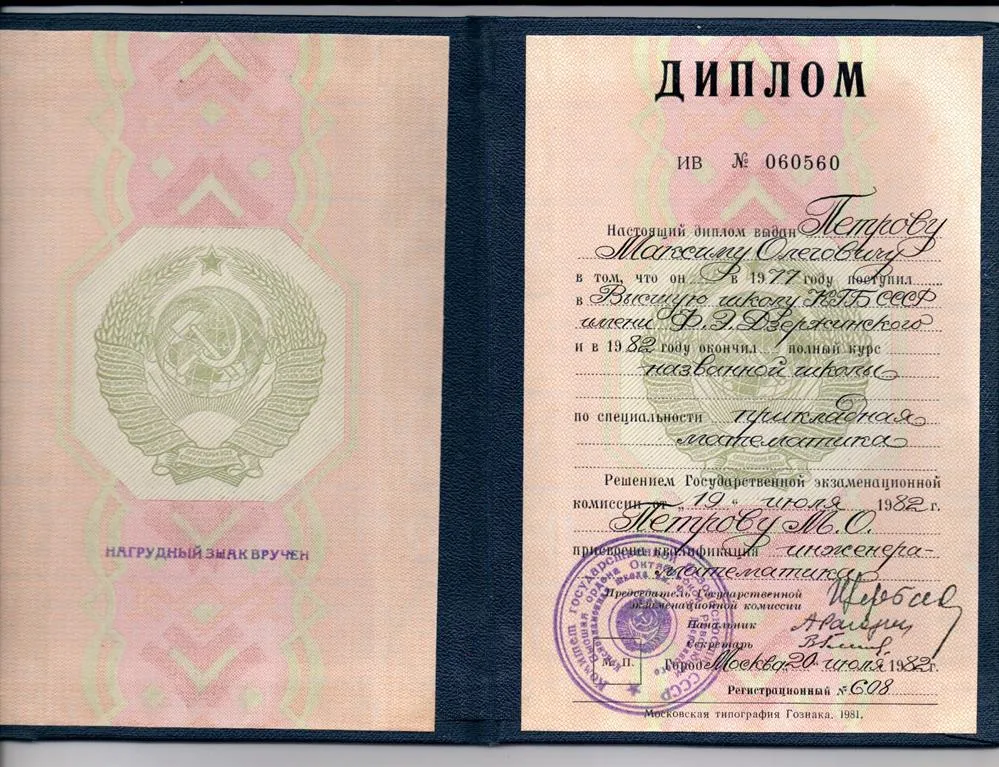 НАГРУДНЫЙ ЗНАК ВРУЧЕН
ДИПЛОМ
ИВ № 060560
Настоящий диплом выдан Петрову
Максиму Олеговичу
в том, что он в 1977 году поступил
в Высшую школу КГБ СССР
имени Ф.Э. Дзержинского
и в 1982 году окончил полный курс
названной школы
по специальности прикладная
математика
Решением Государственной экзаменационной
комиссии от „19“ июля 1982 г.
Петрову М.О.
присвоена квалификация инженера-
математика
Председатель Государственной
экзаменационной комиссии
Начальник
Секретарь
М. П.
Город Москва, 20 июля 1982 г.
Регистрационный № 608
Московская типография Гознака. 1981.